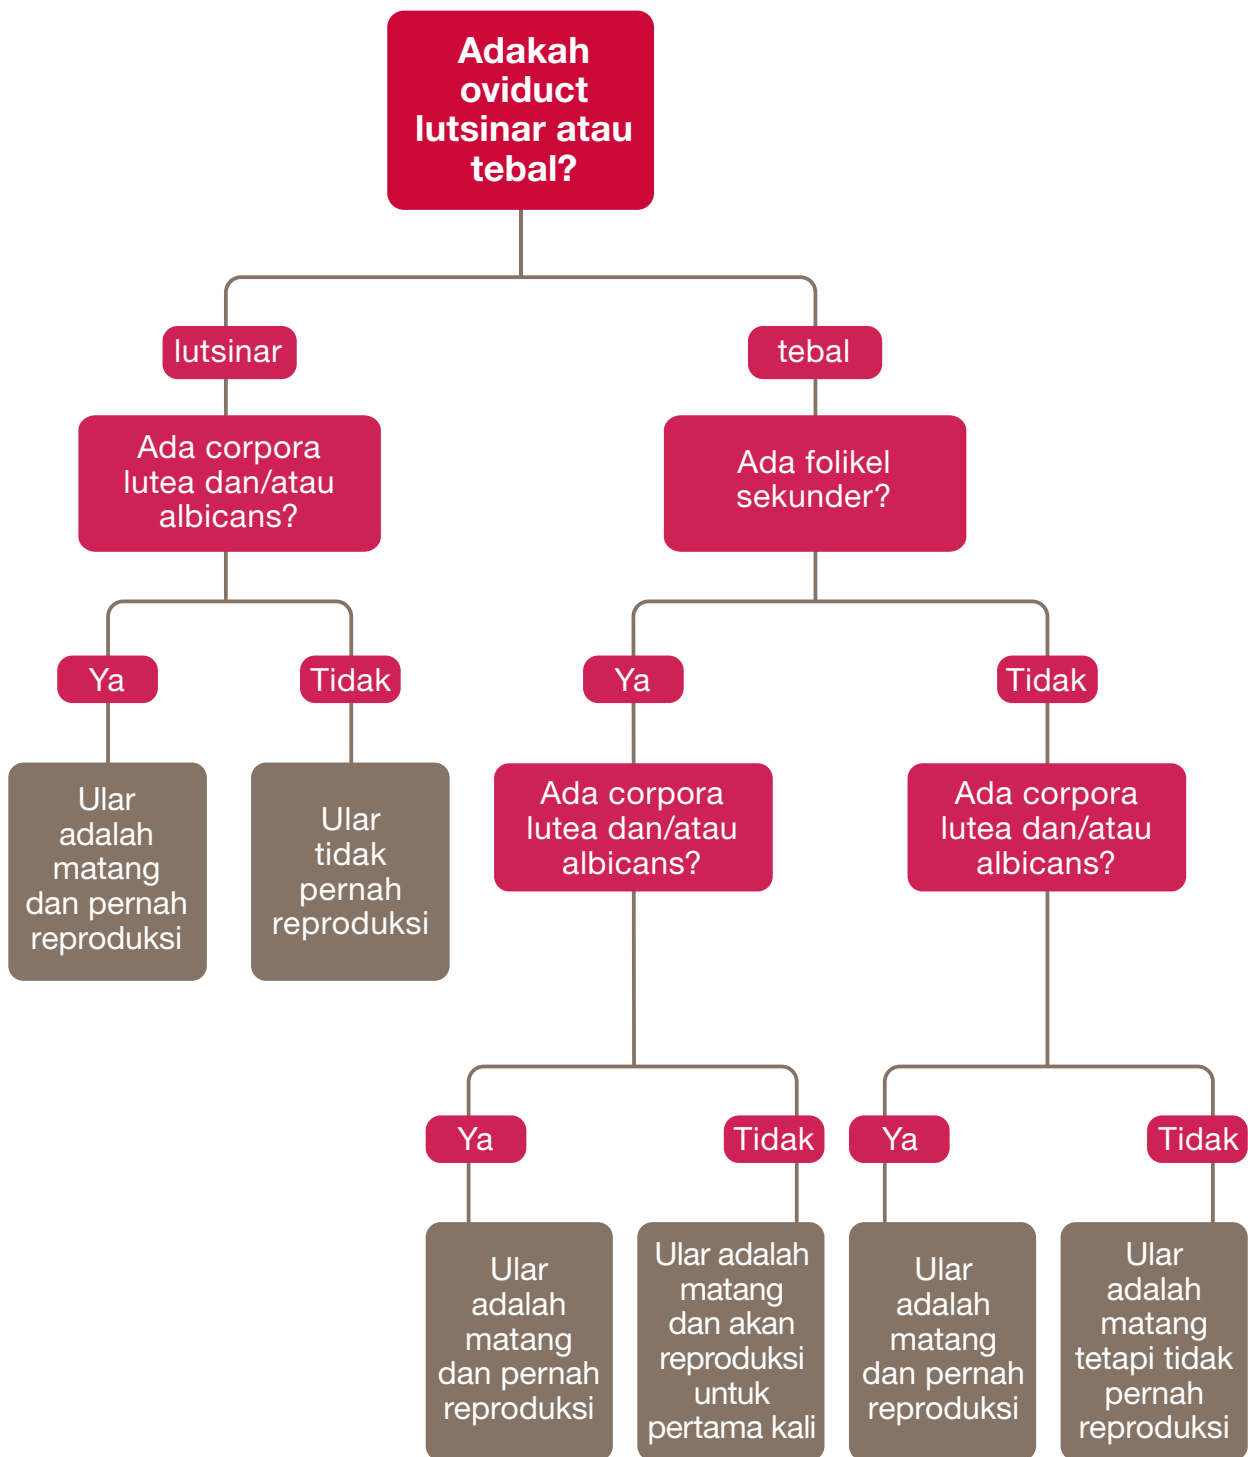 Adakah
oviduct
lutsinar atau
tebal?
lutsinar
tebal
Ada corpora
lutea dan/atau
albicans?
Ada folikel
sekunder?
Ya
Tidak
Ya
Tidak
Ular
adalah
matang
dan pernah
reproduksi
Ular
tidak
pernah
reproduksi
Ada corpora
lutea dan/atau
albicans?
Ada corpora
lutea dan/atau
albicans?
Ya
Tidak
Ya
Tidak
Ular
adalah
matang
dan pernah
reproduksi
Ular adalah
matang
dan akan
reproduksi
untuk
pertama kali
Ular
adalah
matang
dan pernah
reproduksi
Ular
adalah
matang
tetapi tidak
pernah
reproduksi